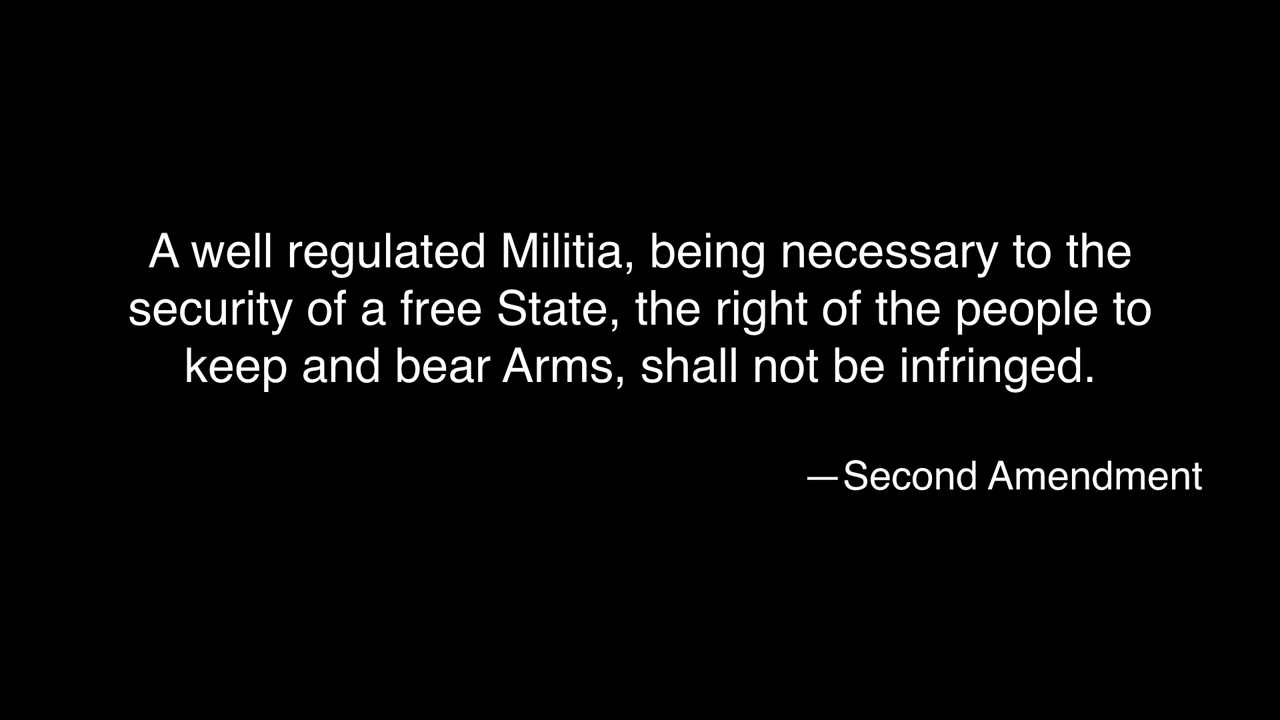 A well regulated Militia, being necessary to the
security of a free State, the right of the people to
keep and bear Arms, shall not be infringed.
—Second Amendment